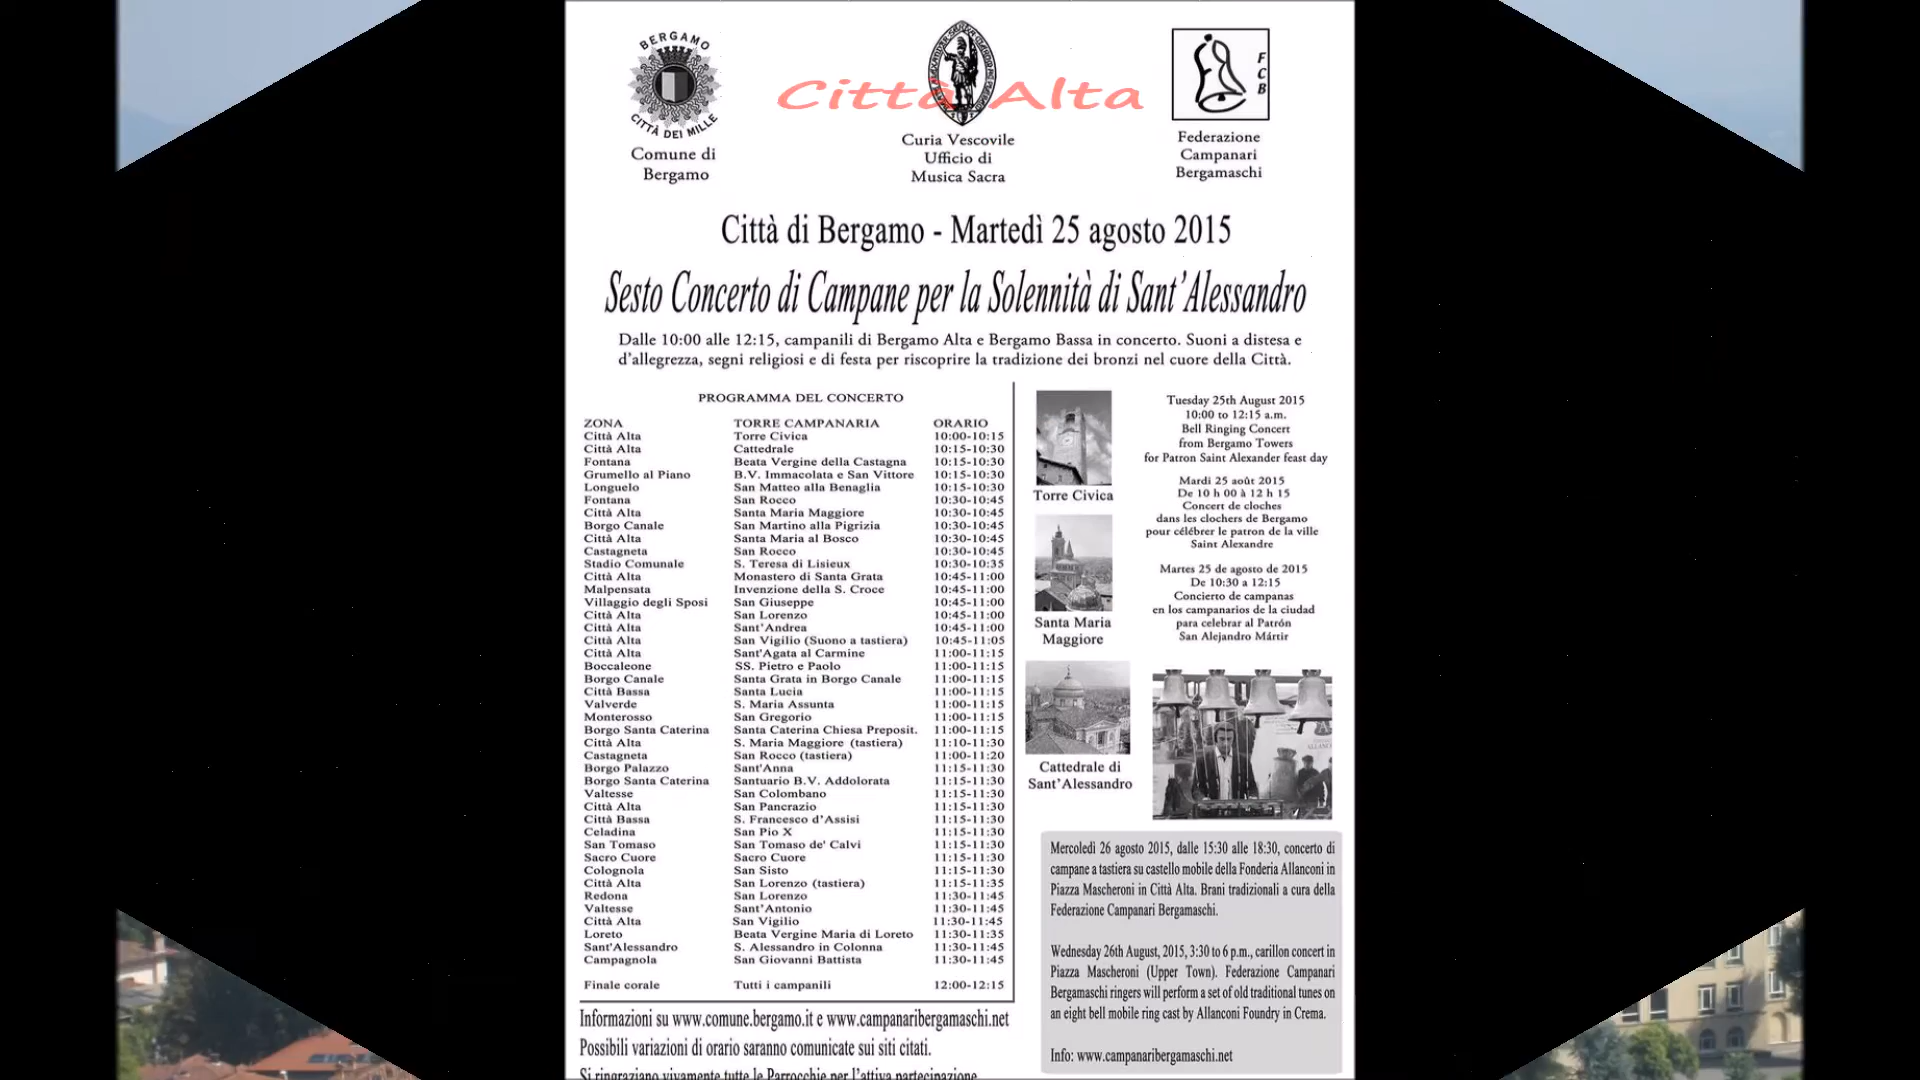 BERGAMO
CITTÀ DEI MILLE
Comune di
Bergamo
Città Alta
Curia Vescovile
Ufficio di
Musica Sacra
FCB
Federazione
Campanari
Bergamaschi
Città di Bergamo - Martedì 25 agosto 2015
Sesto Concerto di Campane per la Solennità di Sant'Alessandro
Dalle 10:00 alle 12:15, campanili di Bergamo Alta e Bergamo Bassa in concerto. Suoni a distesa e
d'allegrezza, segni religiosi e di festa per riscoprire la tradizione dei bronzi nel cuore della Città.
PROGRAMMA DEL CONCERTO
ZONA TORRE CAMPANARIA ORARIO
Città Alta Torre Civica 10:00-10:15
Città Alta Cattedrale 10:15-10:30
Fontana Beata Vergine della Castagna 10:15-10:30
Grumello al Piano B.V. Immacolata e San Vittore 10:15-10:30
Longuelo San Matteo alla Benaglia 10:15-10:30
Fontana San Rocco 10:30-10:45
Città Alta Santa Maria Maggiore 10:30-10:45
Borgo Canale San Martino alla Pigrizia 10:30-10:45
Città Alta Santa Maria al Bosco 10:30-10:45
Castagneta San Rocco 10:30-10:45
Stadio Comunale S. Teresa di Lisieux 10:30-10:35
Città Alta Monastero di Santa Grata 10:45-11:00
Malpensata Invenzione della S. Croce 10:45-11:00
Villaggio degli Sposi San Giuseppe 10:45-11:00
Città Alta San Lorenzo 10:45-11:00
Città Alta Sant'Andrea 10:45-11:00
Città Alta San Vigilio (Suono a tastiera) 10:45-11:05
Città Alta Sant'Agata al Carmine 11:00-11:15
Boccaleone SS. Pietro e Paolo 11:00-11:15
Borgo Canale Santa Grata in Borgo Canale 11:00-11:15
Città Bassa Santa Lucia 11:00-11:15
Valverde S. Maria Assunta 11:00-11:15
Monterosso San Gregorio 11:00-11:15
Borgo Santa Caterina Santa Caterina Chiesa Preposit. 11:00-11:15
Città Alta S. Maria Maggiore (tastiera) 11:10-11:30
Castagneta San Rocco (tastiera) 11:00-11:20
Borgo Palazzo Sant'Anna 11:15-11:30
Borgo Santa Caterina Santuario B.V. Addolorata 11:15-11:30
Valtesse San Colombano 11:15-11:30
Città Alta San Pancrazio 11:15-11:30
Città Bassa S. Francesco d'Assisi 11:15-11:30
Celadina San Pio X 11:15-11:30
San Tomaso San Tomaso de' Calvi 11:15-11:30
Sacro Cuore Sacro Cuore 11:15-11:30
Colognola San Sisto 11:15-11:30
Città Alta San Lorenzo (tastiera) 11:15-11:35
Redona San Lorenzo 11:30-11:45
Valtesse Sant'Antonio 11:30-11:45
Città Alta San Vigilio 11:30-11:45
Loreto Beata Vergine Maria di Loreto 11:30-11:35
Sant'Alessandro S. Alessandro in Colonna 11:30-11:45
Campagnola San Giovanni Battista 11:30-11:45
Finale corale Tutti i campanili 12:00-12:15
Informazioni su www.comune.bergamo.it e www.campanaribergamaschi.net
Possibili variazioni di orario saranno comunicate sui siti citati.
Si ringraziano vivamente tutte le Parrocchie per l'attiva partecipazione
Torre Civica
Santa Maria
Maggiore
Cattedrale di
Sant'Alessandro
Tuesday 25th August 2015
10:00 to 12:15 a.m.
Bell Ringing Concert
from Bergamo Towers
for Patron Saint Alexander feast day
Mardi 25 août 2015
De 10 h 00 à 12 h 15
Concert de cloches
dans les clochers de Bergamo
pour célébrer le patron de la ville
Saint Alexandre
Martes 25 de agosto de 2015
De 10:30 a 12:15
Concierto de campanas
en los campanarios de la ciudad
para celebrar al Patrón
San Alejandro Mártir
Mercoledì 26 agosto 2015, dalle 15:30 alle 18:30, concerto di
campane a tastiera su castello mobile della Fonderia Allanconi in
Piazza Mascheroni in Città Alta. Brani tradizionali a cura della
Federazione Campanari Bergamaschi.
Wednesday 26th August, 2015, 3:30 to 6 p.m., carillon concert in
Piazza Mascheroni (Upper Town). Federazione Campanari
Bergamaschi ringers will perform a set of old traditional tunes on
an eight bell mobile ring cast by Allanconi Foundry in Crema.
Info: www.campanaribergamaschi.net